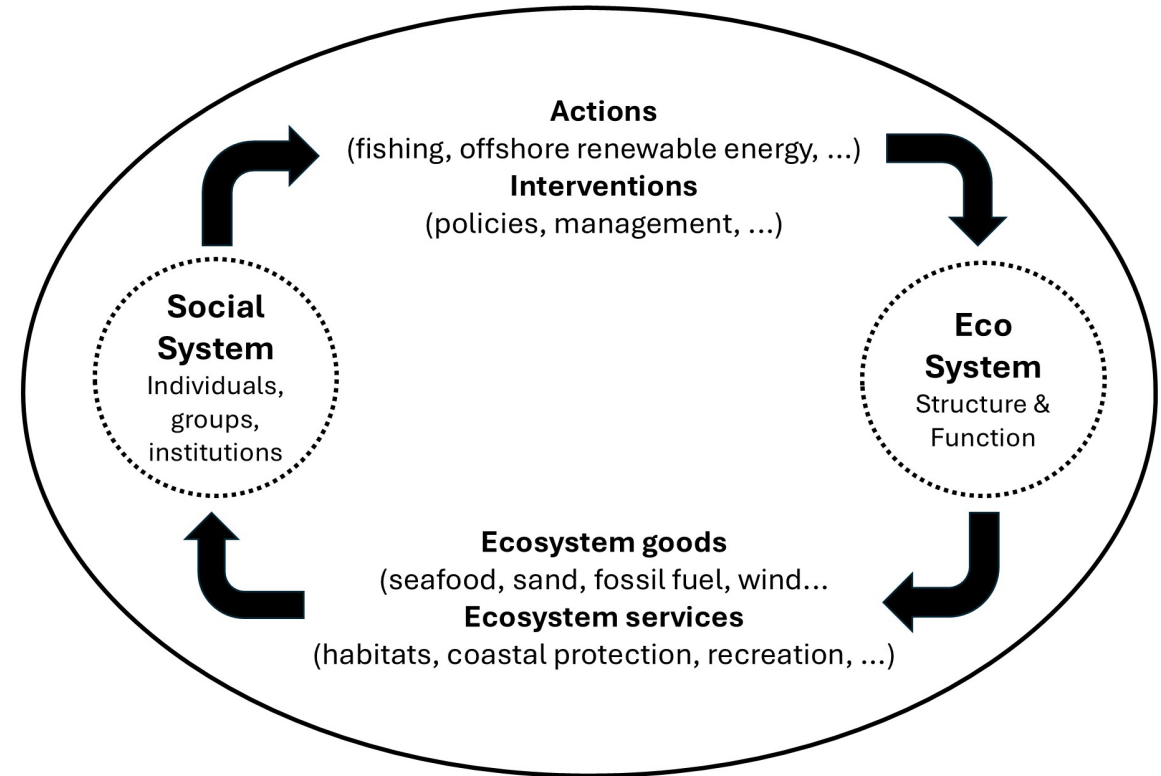 Actions
(fishing, offshore renewable energy, ...)
Interventions
(policies, management, ...)
Social
System
Individuals,
groups,
institutions
Eco
System
Structure &
Function
Ecosystem goods
(seafood, sand, fossil fuel, wind...
Ecosystem services
(habitats, coastal protection, recreation, ...)